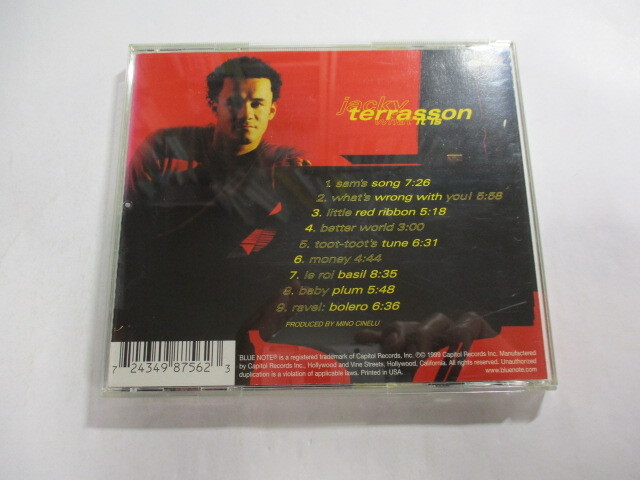 jacky
terrasson
what it is
1. sam's song 7:26
2. what's wrong with you! 5:58
3. little red ribbon 5:18
4. better world 3:00
5. toot-toot's tune 6:31
6. money 4:44
7. le roi basil 8:35
8. baby plum 5:48
9. ravel: bolero 6:36
PRODUCED BY MINO CINELU
BLUE NOTE® is a registered trademark of Capitol Records, Inc. ℗© 1999 Capitol Records Inc. Manufactured
by Capitol Records Inc., Hollywood and Vine Streets, Hollywood, California. All rights reserved. Unauthorized
duplication is a violation of applicable laws. Printed in USA. www.bluenote.com
7 24349 87562 3